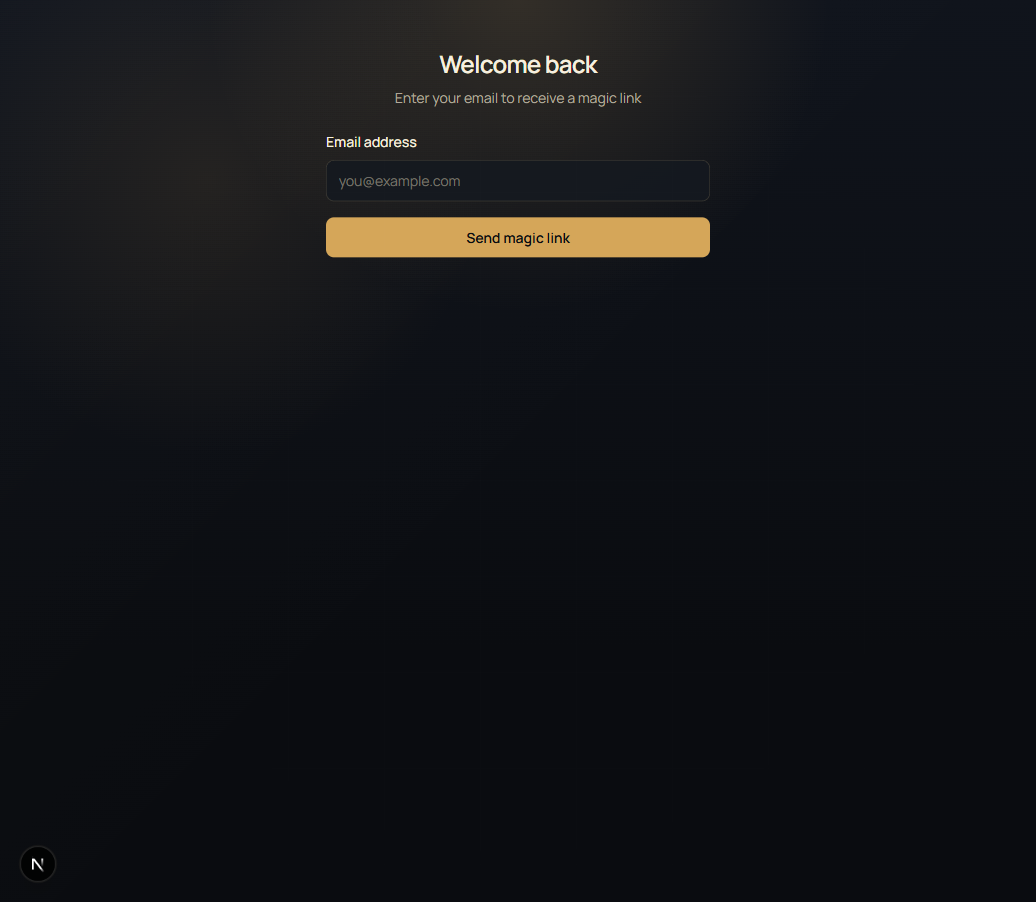 Welcome back
Enter your email to receive a magic link
Email address
you@example.com
Send magic link
N